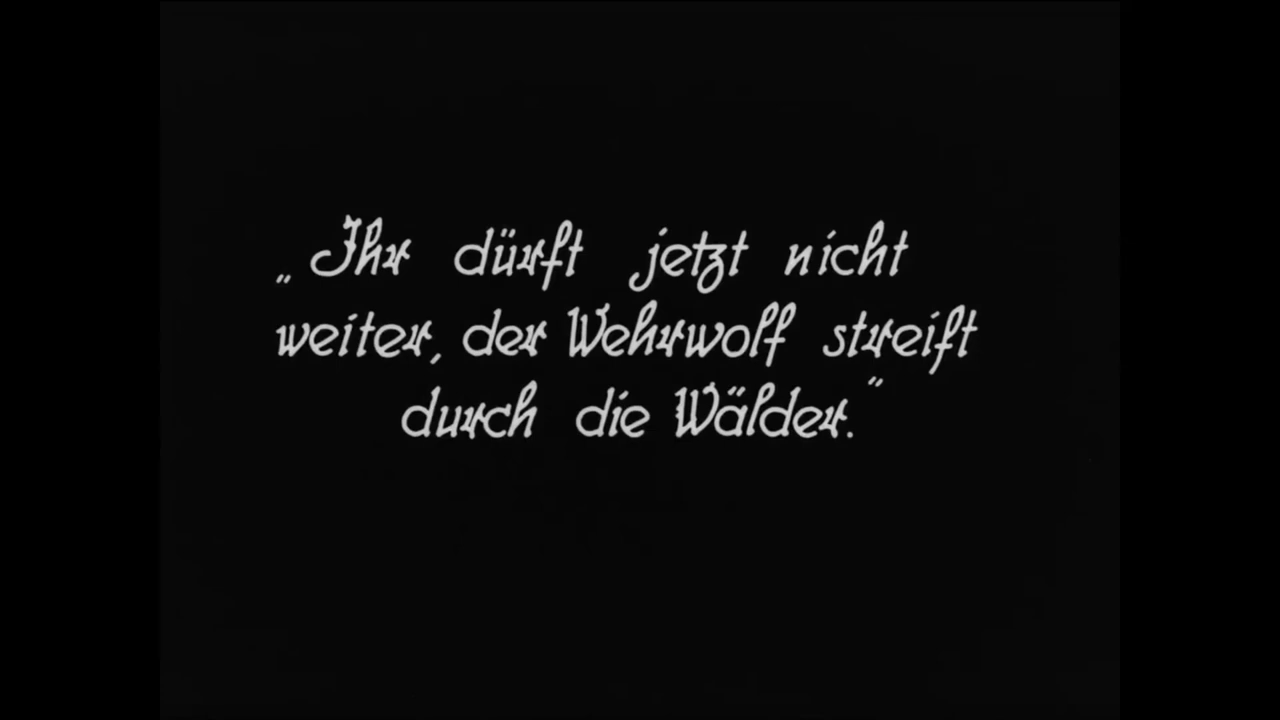 „Ihr dürft jetzt nicht
weiter, der Wehrwolf streift
durch die Wälder.“